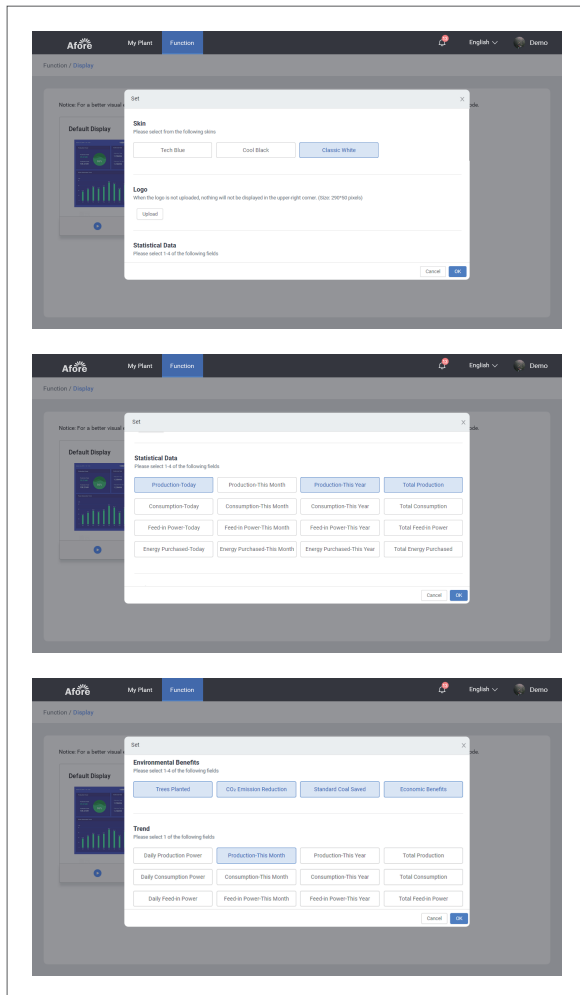 Afore My Plant Function 12 English Demo
Function / Display
Notice: For a better visual
Set X
Default Display
Skin
Please select from the following skins
Tech Blue Cool Black Classic White
Logo
When the logo is not uploaded, nothing will not be displayed in the upper-right corner. (Size: 290*50 pixels)
Upload
Statistical Data
Please select 1-4 of the following fields
Cancel OK
Afore My Plant Function English Demo
Function / Display
Notice: For a better visual
Set X
Default Display
Statistical Data
Please select 1-4 of the following fields
Production-Today Production-This Month Production-This Year Total Production
Consumption-Today Consumption-This Month Consumption-This Year Total Consumption
Feed-in Power-Today Feed-in Power-This Month Feed-in Power-This Year Total Feed-in Power
Energy Purchased-Today Energy Purchased-This Month Energy Purchased-This Year Total Energy Purchased
Cancel OK
Afore My Plant Function English Demo
Function / Display
Notice: For a better visual
Set X
Default Display
Environmental Benefits
Please select 1-4 of the following fields
Trees Planted CO₂ Emission Reduction Standard Coal Saved Economic Benefits
Trend
Please select 1 of the following fields
Daily Production Power Production-This Month Production-This Year Total Production
Daily Consumption Power Consumption-This Month Consumption-This Year Total Consumption
Daily Feed-in Power Feed-in Power-This Month Feed-in Power-This Year Total Feed-in Power
Cancel OK